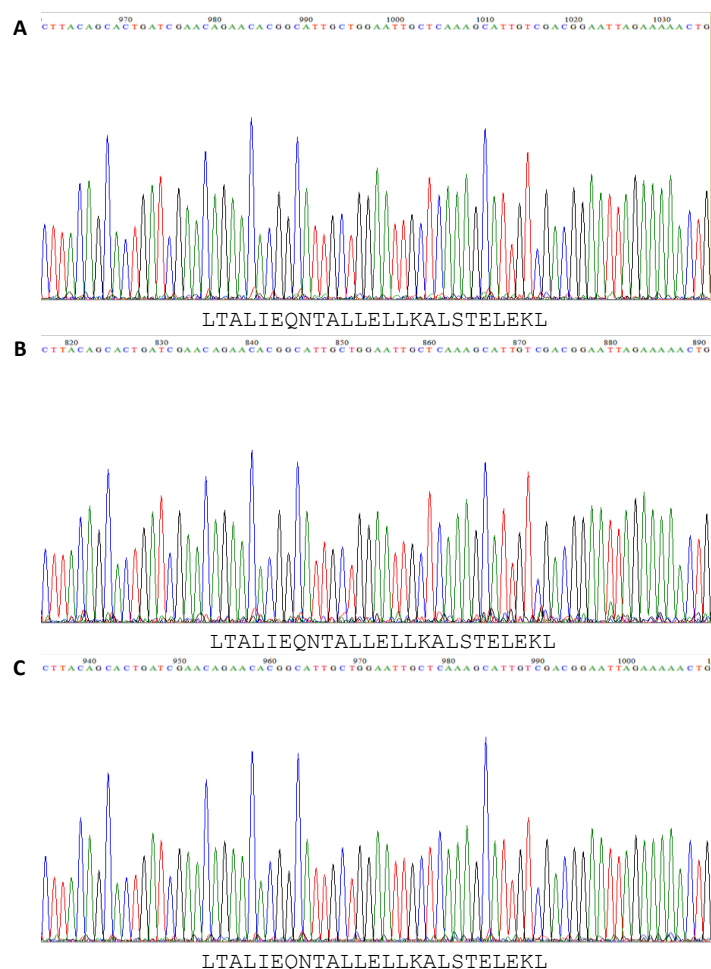 A
970 980 990 1000 1010 1020 1030
CTTACAGCACTGATCGAACAGAACACGGCATTGCTGGAATTGCTCAAAGCATTGTCGACGGAATTAGAAAAACTG
LTALIEQNTALLELLKALSTELEKL
B
820 830 840 850 860 870 880 890
CTTACAGCACTGATCGAACAGAACACGGCATTGCTGGAATTGCTCAAAGCATTGTCGACGGAATTAGAAAAACTG
LTALIEQNTALLELLKALSTELEKL
C
940 950 960 970 980 990 1000 1
CTTACAGCACTGATCGAACAGAACACGGCATTGCTGGAATTGCTCAAAGCATTGTCGACGGAATTAGAAAAACTG
LTALIEQNTALLELLKALSTELEKL